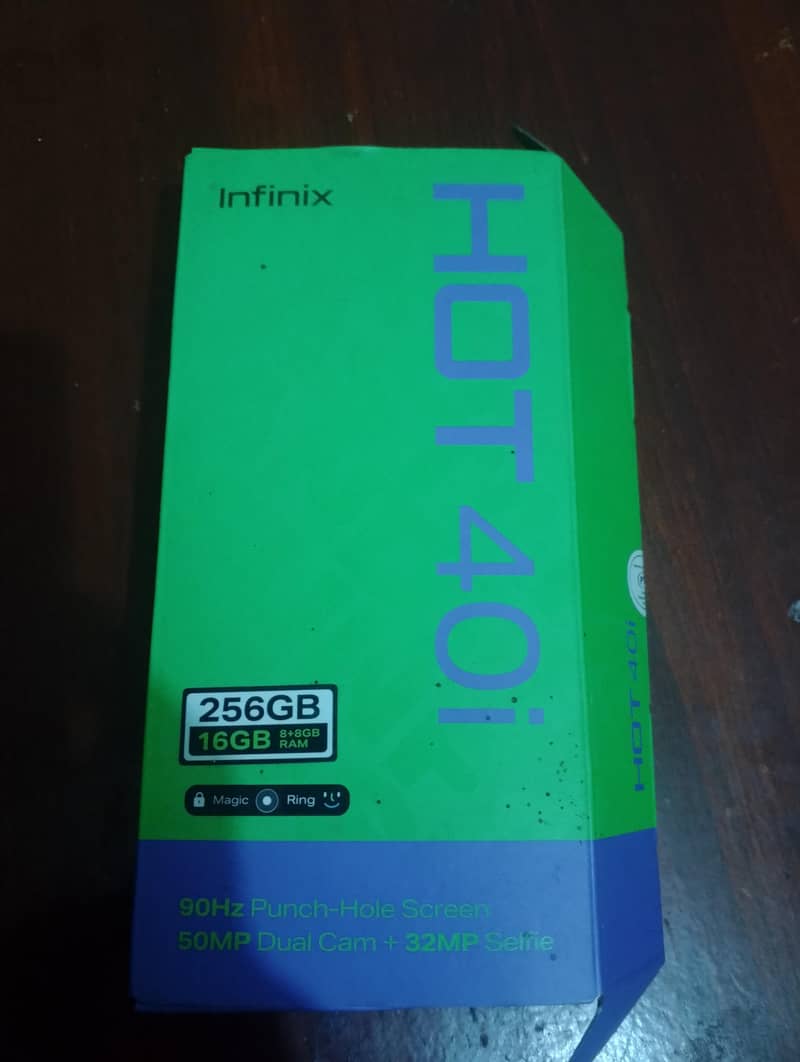 Infinix
HOT 40i
256GB
16GB 8+8GB RAM
Magic Ring
90Hz Punch-Hole Screen
50MP Dual Cam + 32MP Selfie
HOT 40i